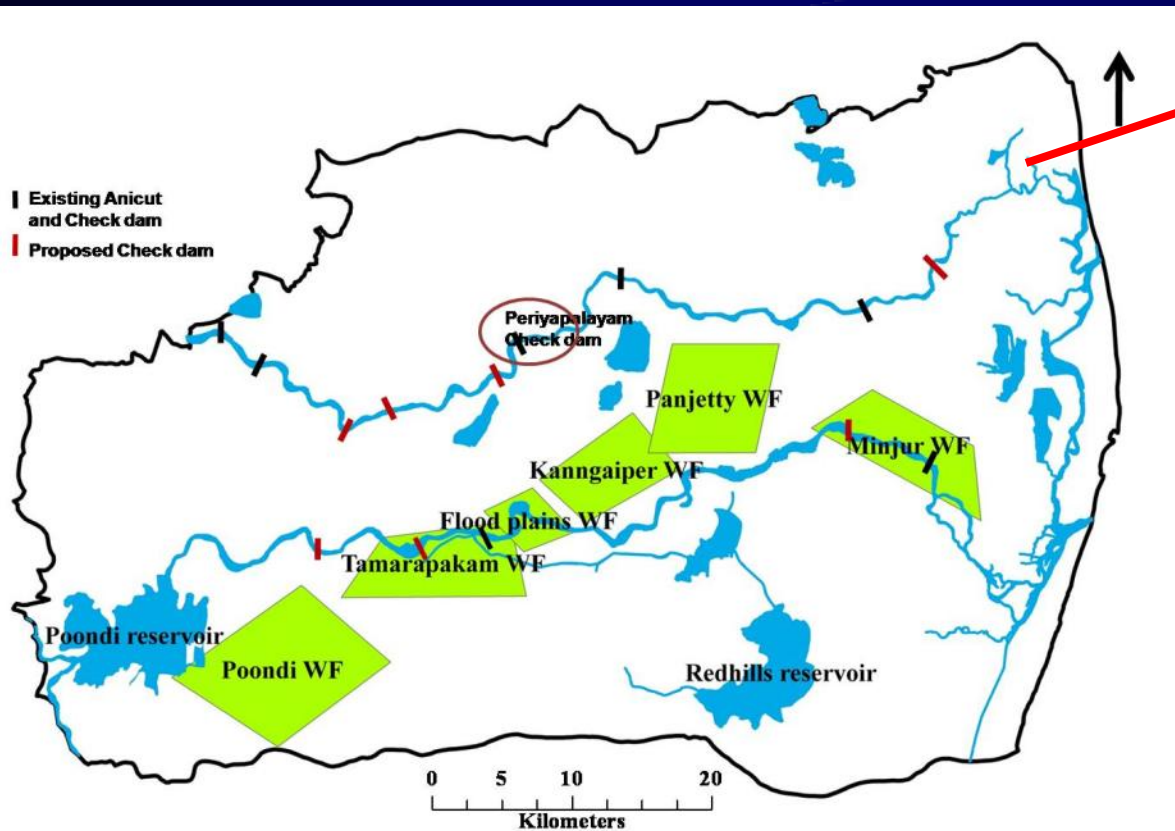 Existing Anicut
and Check dam
Proposed Check dam
Periyapalayam
Check dam
Panjetty WF
Minjur WF
Kanngaiper WF
Flood plains WF
Tamarapakam WF
Poondi reservoir
Poondi WF
Redhills reservoir
0 5 10 20
Kilometers